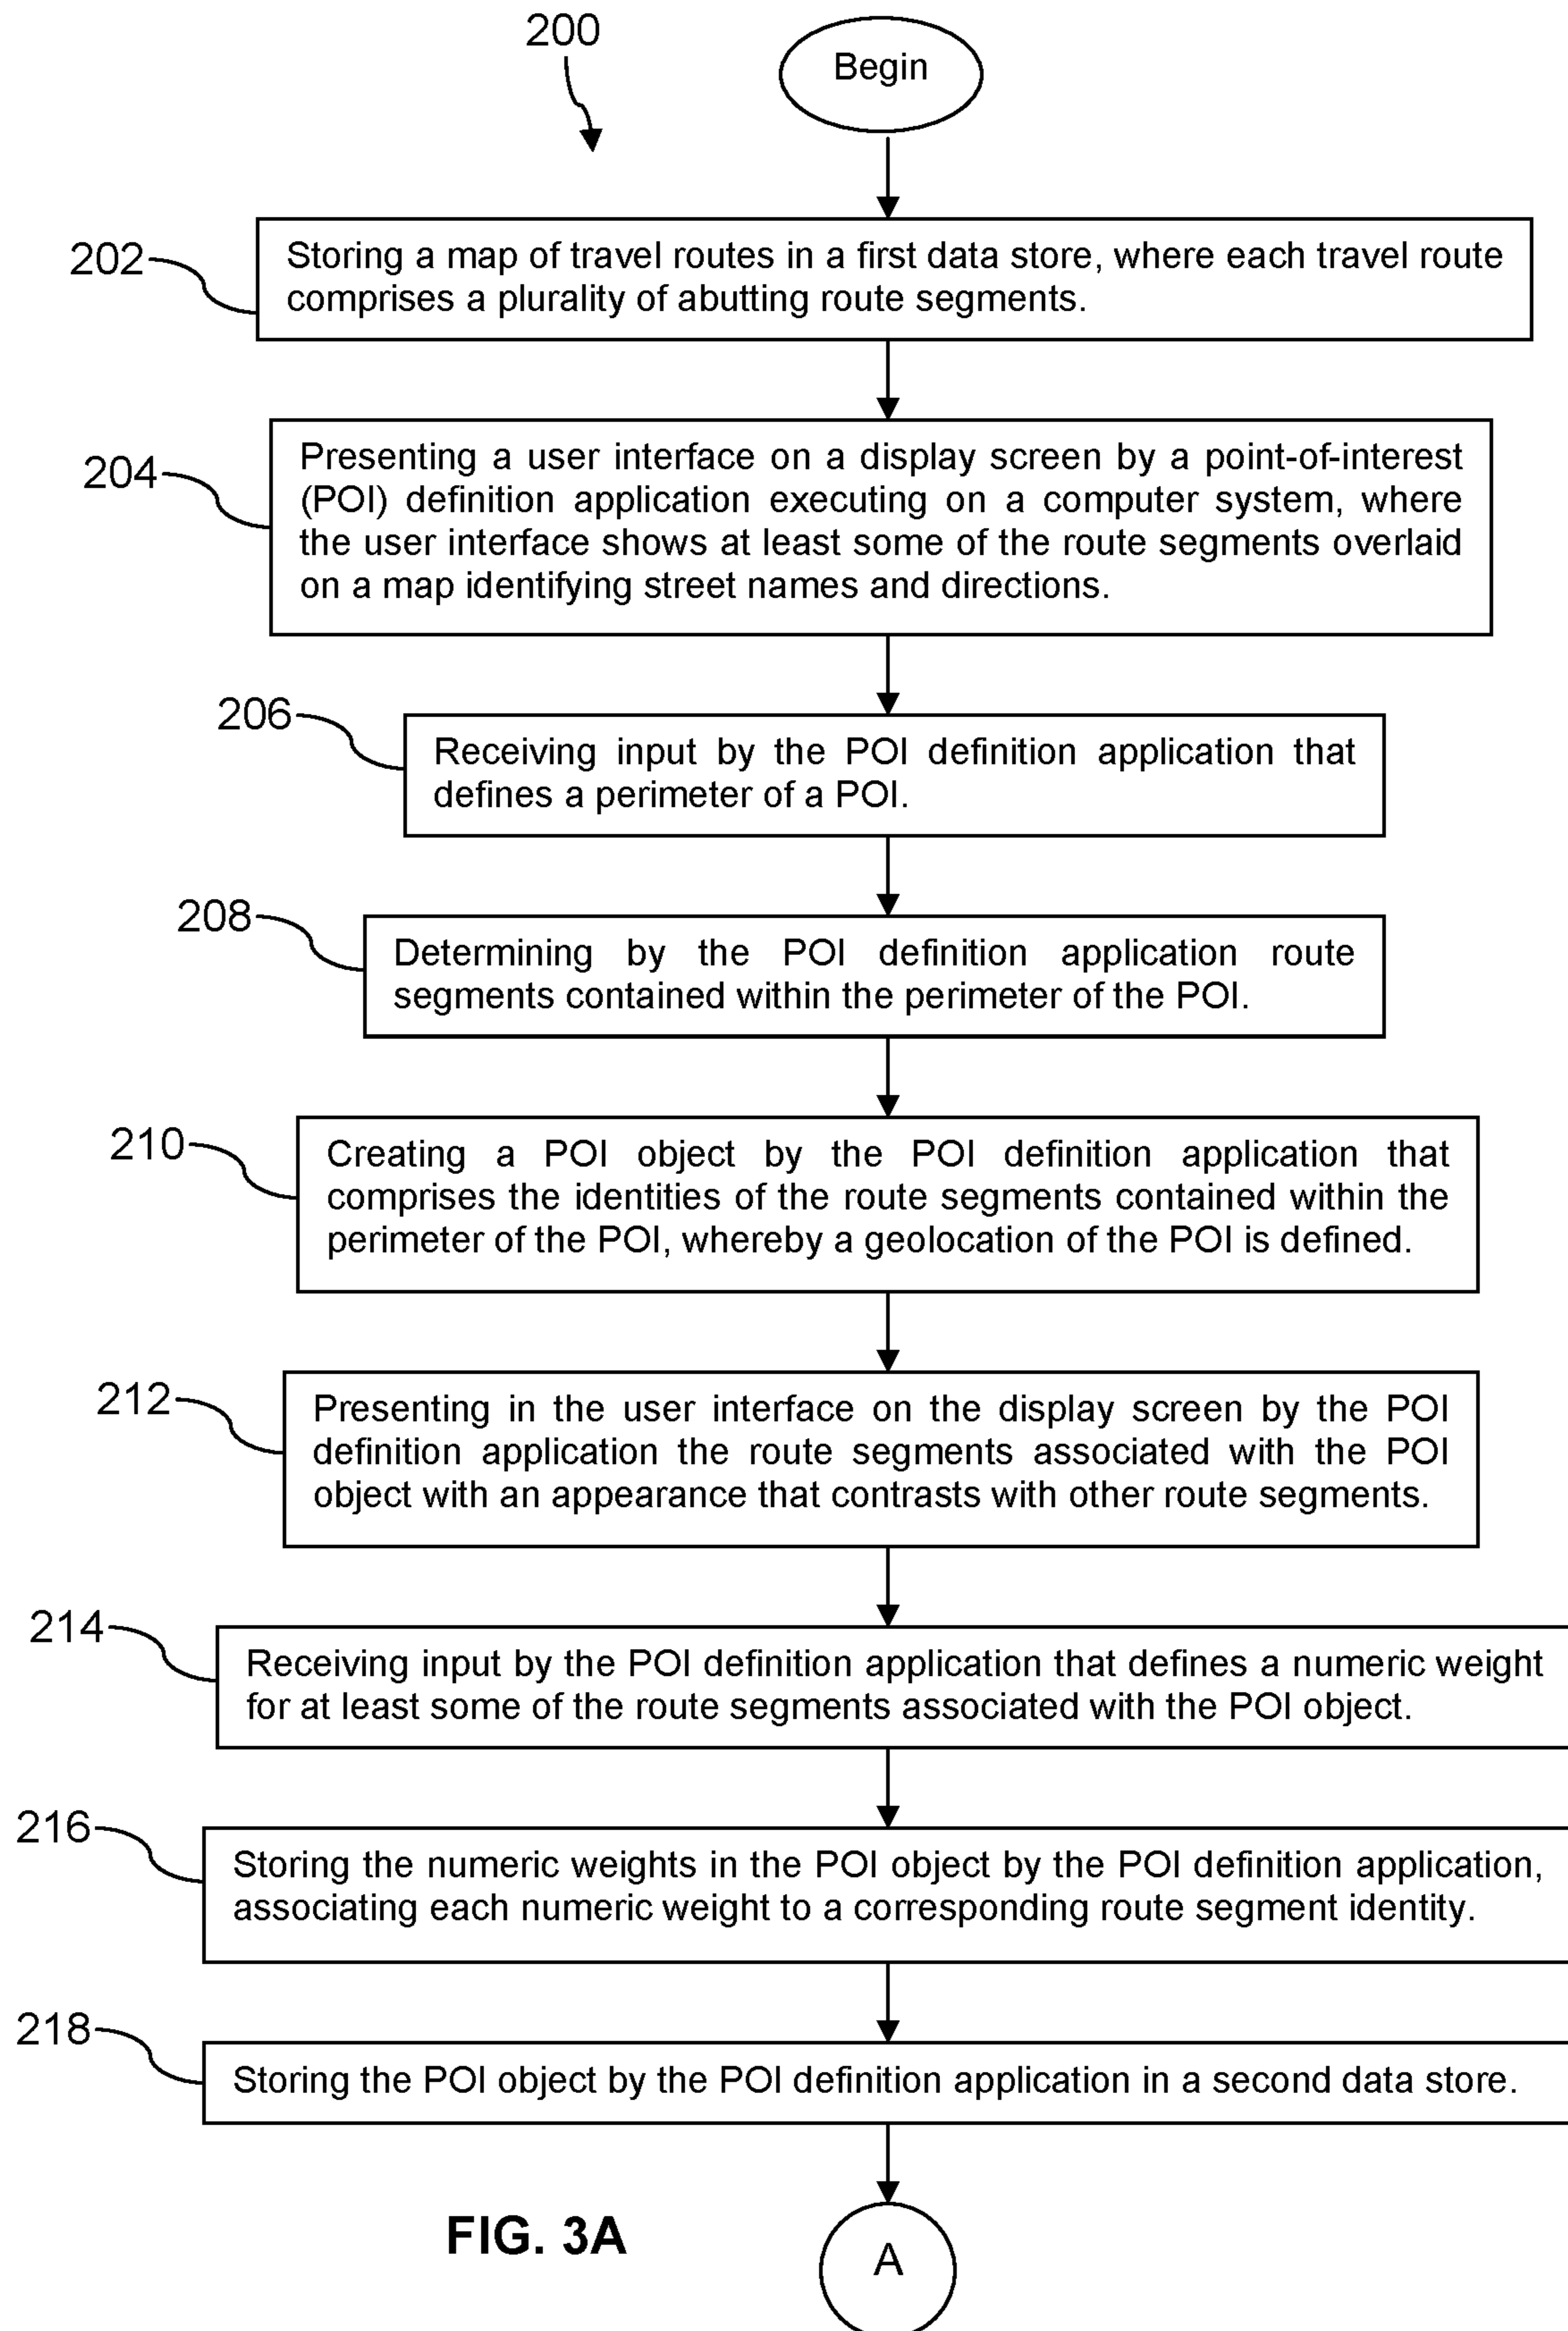 200
Begin
202
Storing a map of travel routes in a first data store, where each travel route
comprises a plurality of abutting route segments.
204
Presenting a user interface on a display screen by a point-of-interest
(POI) definition application executing on a computer system, where
the user interface shows at least some of the route segments overlaid
on a map identifying street names and directions.
206
Receiving input by the POI definition application that
defines a perimeter of a POI.
208
Determining by the POI definition application route
segments contained within the perimeter of the POI.
210
Creating a POI object by the POI definition application that
comprises the identities of the route segments contained within the
perimeter of the POI, whereby a geolocation of the POI is defined.
212
Presenting in the user interface on the display screen by the POI
definition application the route segments associated with the POI
object with an appearance that contrasts with other route segments.
214
Receiving input by the POI definition application that defines a numeric weight
for at least some of the route segments associated with the POI object.
216
Storing the numeric weights in the POI object by the POI definition application,
associating each numeric weight to a corresponding route segment identity.
218
Storing the POI object by the POI definition application in a second data store.
FIG. 3A
A